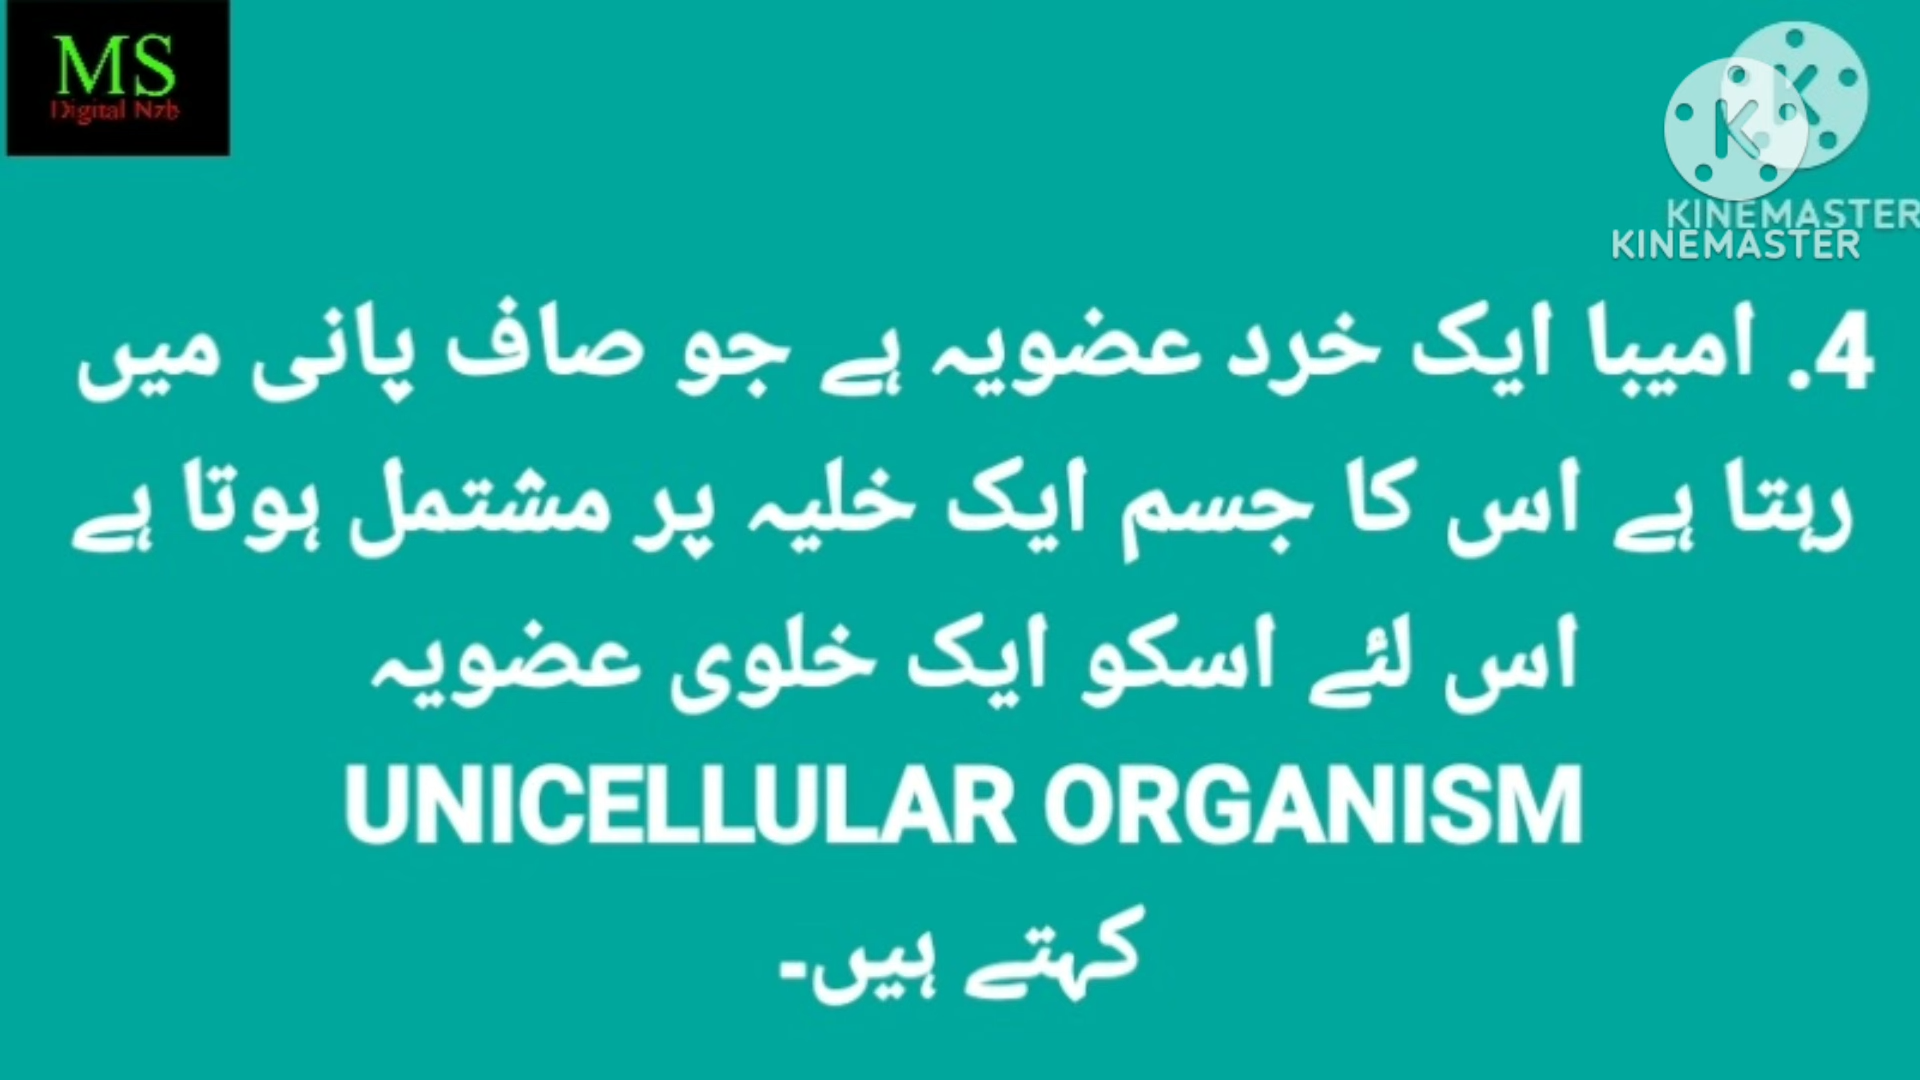 MS
Digital Nzb
KINEMASTER
KINEMASTER
4. امیبا ایک خرد عضویہ ہے جو صاف پانی میں
رہتا ہے اس کا جسم ایک خلیہ پر مشتمل ہوتا ہے
اس لئے اسکو ایک خلوی عضویہ
UNICELLULAR ORGANISM
کہتے ہیں۔